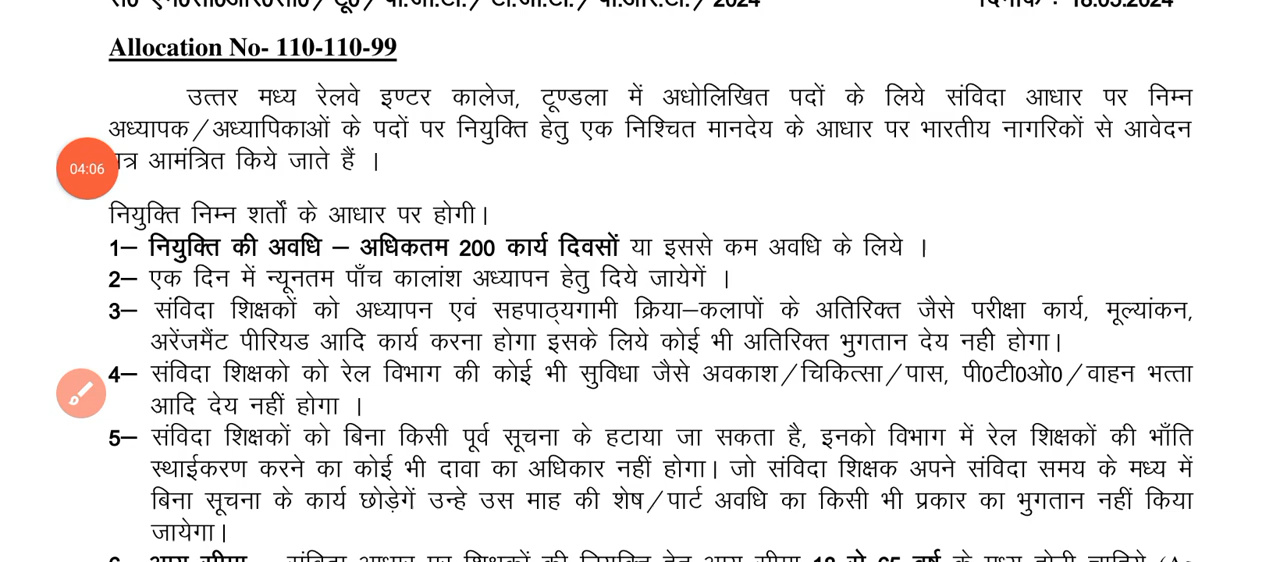 2024
Allocation No- 110-110-99
उत्तर मध्य रेलवे इण्टर कालेज, टूण्डला में अधोलिखित पदों के लिये संविदा आधार पर निम्न
अध्यापक/अध्यापिकाओं के पदों पर नियुक्ति हेतु एक निश्चित मानदेय के आधार पर भारतीय नागरिकों से आवेदन
आमंत्रित किये जाते हैं ।
04:06
नियुक्ति निम्न शर्तों के आधार पर होगी।
1– नियुक्ति की अवधि – अधिकतम 200 कार्य दिवसों या इससे कम अवधि के लिये ।
2– एक दिन में न्यूनतम पाँच कालांश अध्यापन हेतु दिये जायेगें ।
3– संविदा शिक्षकों को अध्यापन एवं सहपाठ्यगामी क्रिया–कलापों के अतिरिक्त जैसे परीक्षा कार्य, मूल्यांकन,
अरेंजमैंट पीरियड आदि कार्य करना होगा इसके लिये कोई भी अतिरिक्त भुगतान देय नही होगा।
4– संविदा शिक्षको को रेल विभाग की कोई भी सुविधा जैसे अवकाश/चिकित्सा/पास, पी0टी0ओ0/वाहन भत्ता
आदि देय नहीं होगा ।
5– संविदा शिक्षकों को बिना किसी पूर्व सूचना के हटाया जा सकता है, इनको विभाग में रेल शिक्षकों की भाँति
स्थाईकरण करने का कोई भी दावा का अधिकार नहीं होगा। जो संविदा शिक्षक अपने संविदा समय के मध्य में
बिना सूचना के कार्य छोड़ेगें उन्हे उस माह की शेष/पार्ट अवधि का किसी भी प्रकार का भुगतान नहीं किया
जायेगा।